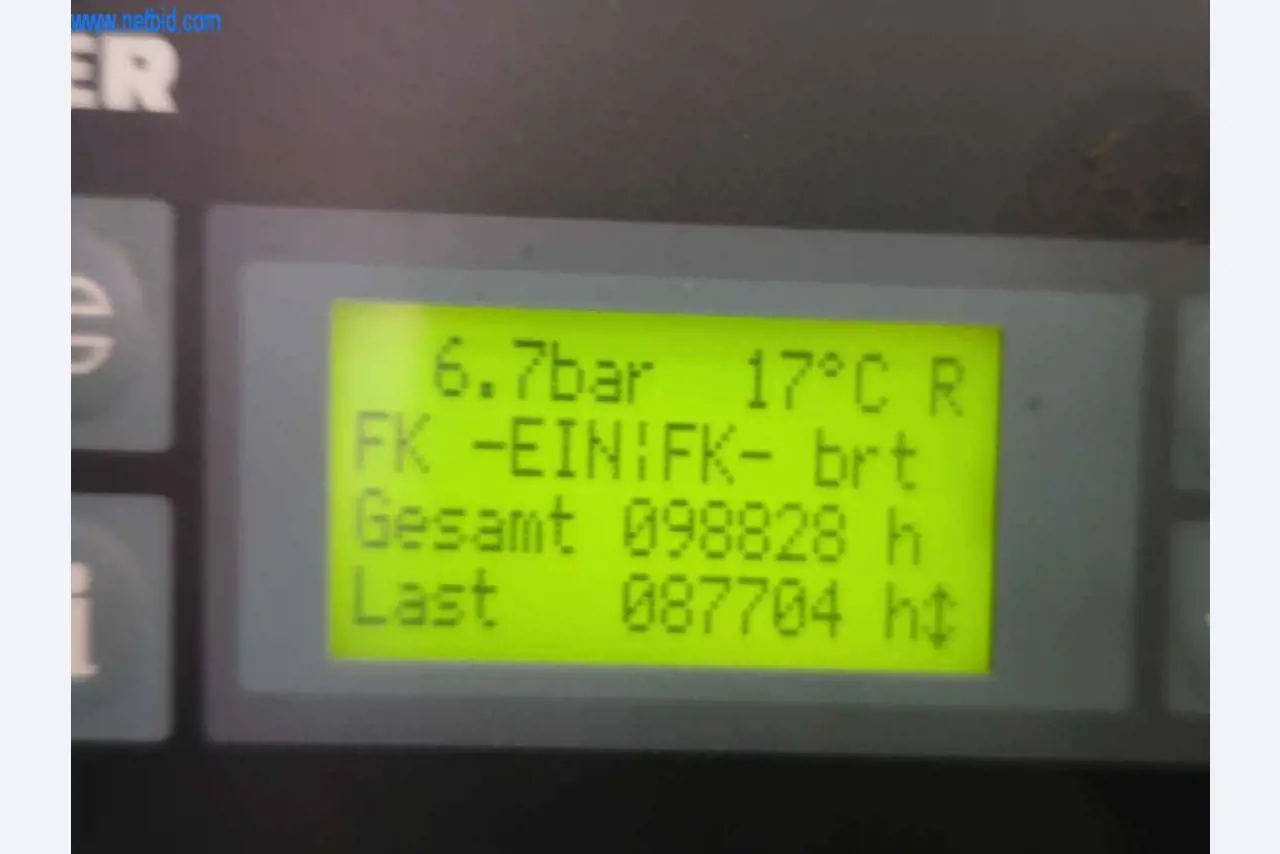 www.netbid.com
ER
6.7bar 17°C R
FK -EIN¦FK- brt
Gesamt 098828 h
Last 087704 h↕
i